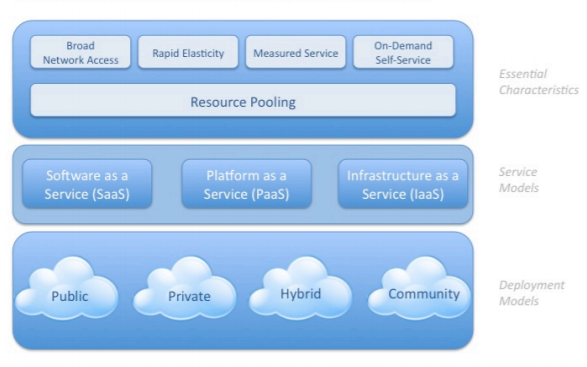 Broad
Network Access
Rapid Elasticity
Measured Service
On-Demand
Self-Service
Resource Pooling
Essential
Characteristics
Software as a
Service (SaaS)
Platform as a
Service (PaaS)
Infrastructure as a
Service (IaaS)
Service
Models
Public
Private
Hybrid
Community
Deployment
Models